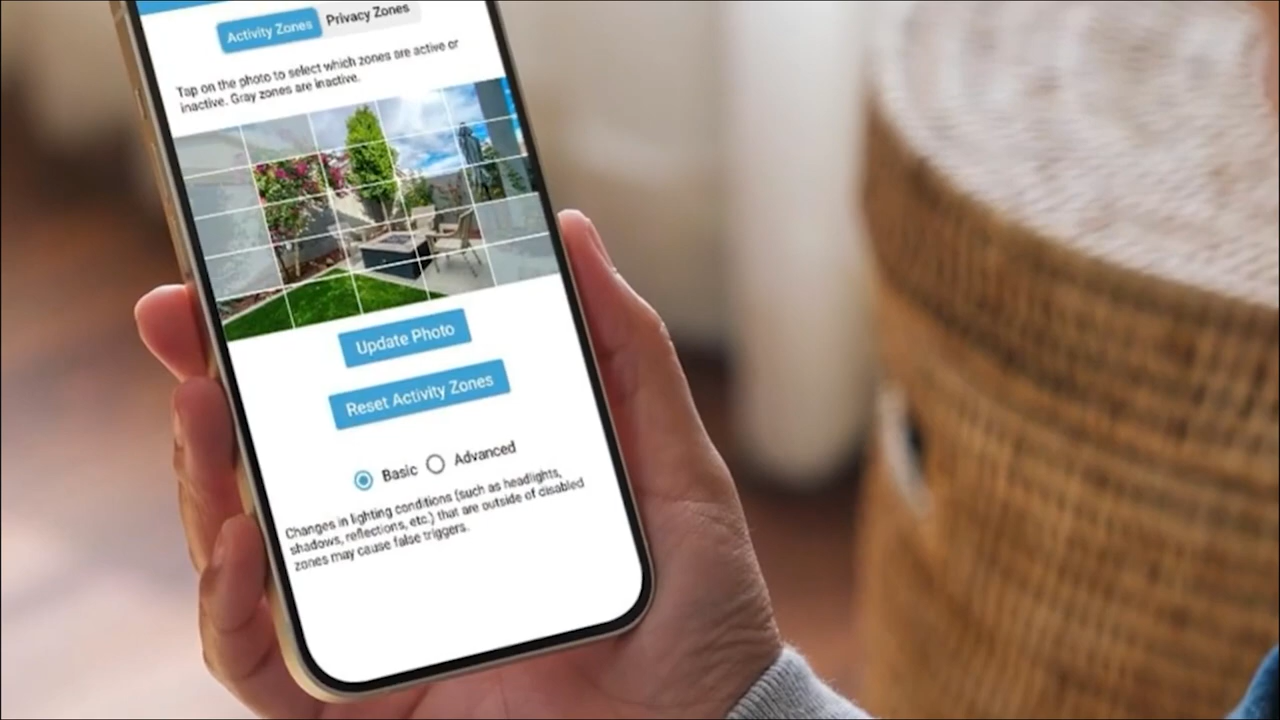 Activity Zones Privacy Zones
Tap on the photo to select which zones are active or
inactive. Gray zones are inactive.
Update Photo
Reset Activity Zones
Basic Advanced
Changes in lighting conditions (such as headlights,
shadows, reflections, etc.) that are outside of disabled
zones may cause false triggers.